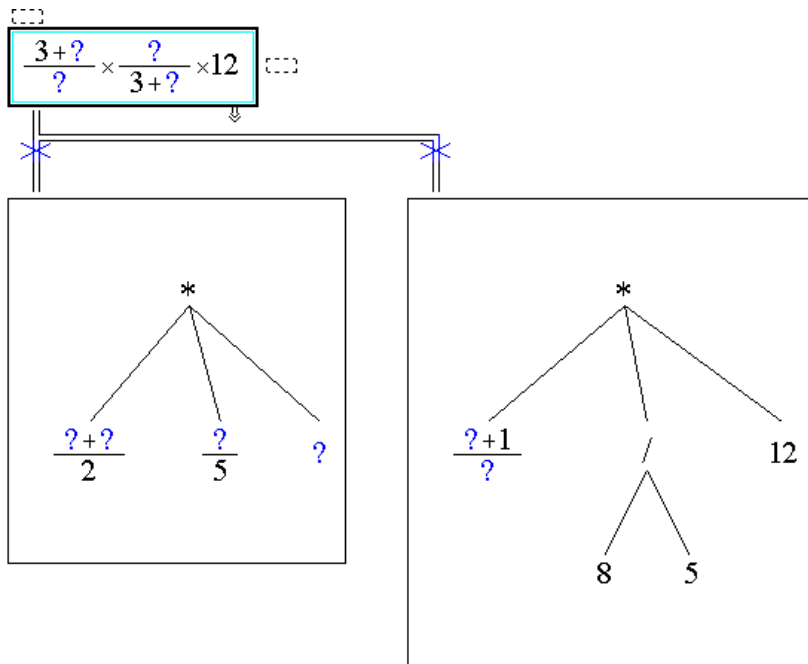 3+? / ? × ? / 3+? ×12
* *
?+? / 2 ? / 5 ? ?+1 / ? / 12
8 5